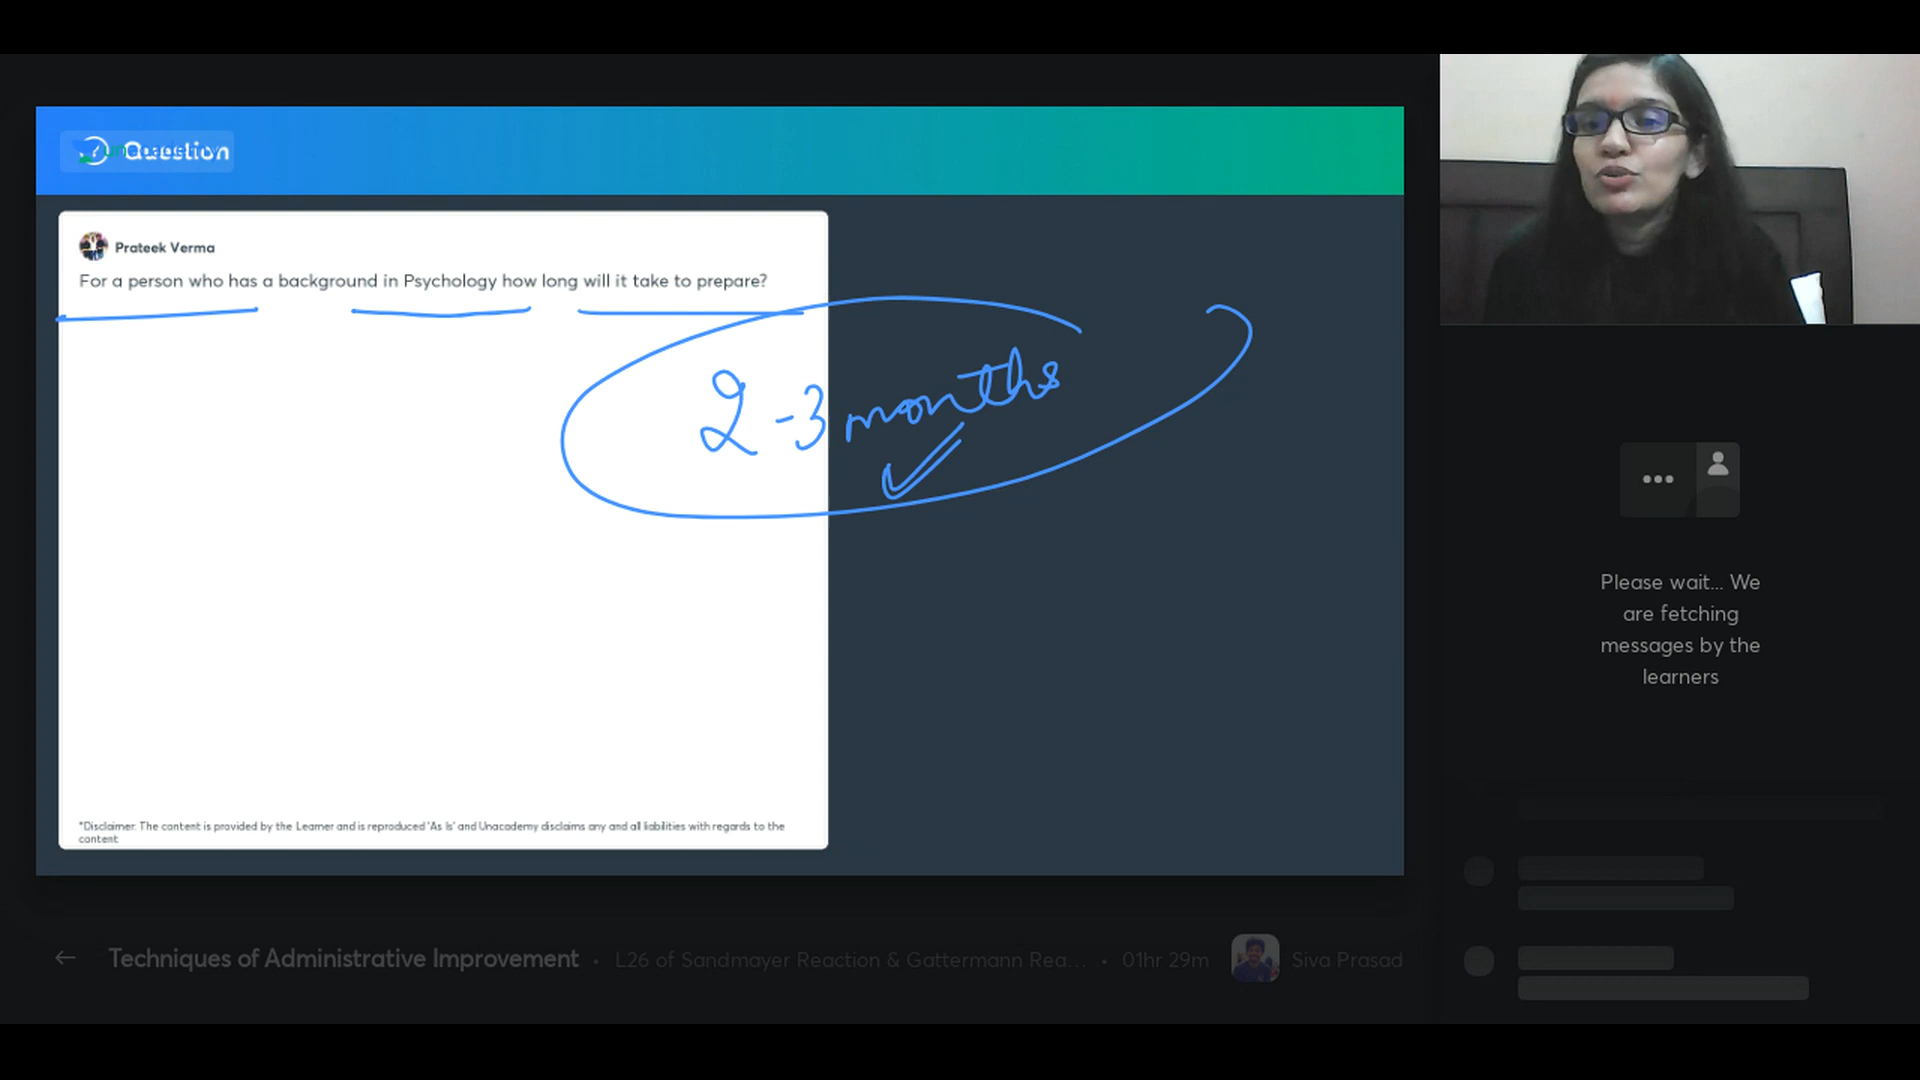 Question
Prateek Verma
For a person who has a background in Psychology how long will it take to prepare?
2-3 months
*Disclaimer: The content is provided by the Learner and is reproduced 'As Is' and Unacademy disclaims any and all liabilities with regards to the
content
Please wait... We
are fetching
messages by the
learners
Techniques of Administrative Improvement • L26 of Sandmayer Reaction & Gattermann Rea... • 01hr 29m Siva Prasad